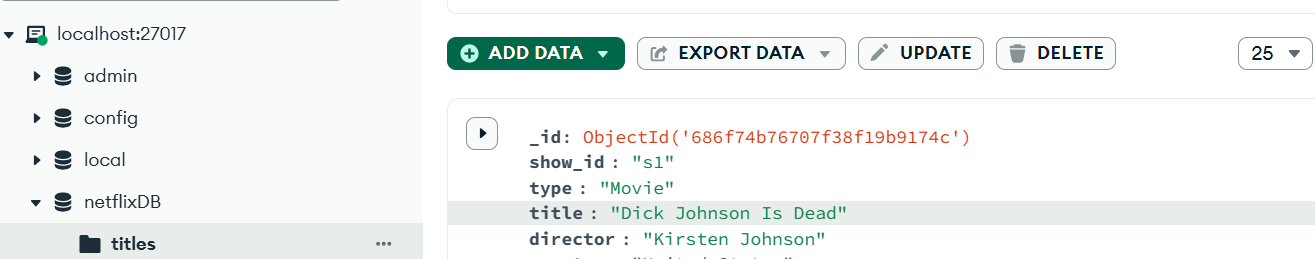 localhost:27017
admin
config
local
netflixDB
titles
ADD DATA
EXPORT DATA
UPDATE
DELETE
25
_id: ObjectId('686f74b76707f38f19b9174c')
show_id : "s1"
type : "Movie"
title : "Dick Johnson Is Dead"
director : "Kirsten Johnson"